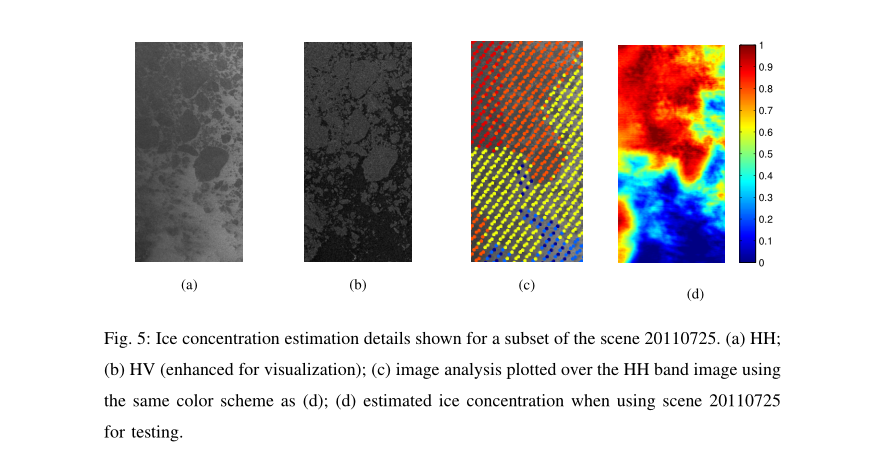 1
0.9
0.8
0.7
0.6
0.5
0.4
0.3
0.2
0.1
0
(a)
(b)
(c)
(d)
Fig. 5: Ice concentration estimation details shown for a subset of the scene 20110725. (a) HH;
(b) HV (enhanced for visualization); (c) image analysis plotted over the HH band image using
the same color scheme as (d); (d) estimated ice concentration when using scene 20110725
for testing.